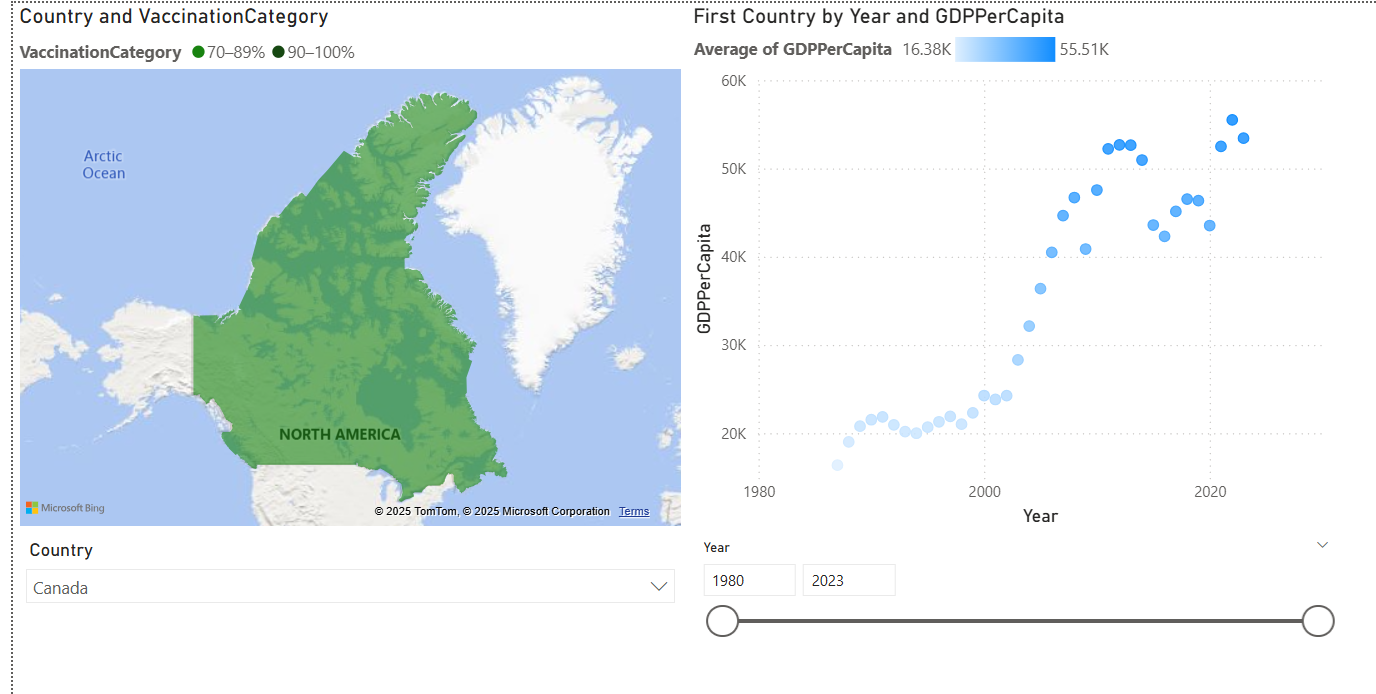 Country and VaccinationCategory
VaccinationCategory 70–89% 90–100%
Arctic
Ocean
NORTH AMERICA
Microsoft Bing
© 2025 TomTom, © 2025 Microsoft Corporation Terms
Country
Canada
First Country by Year and GDPPerCapita
Average of GDPPerCapita 16.38K 55.51K
GDPPerCapita
60K
50K
40K
30K
20K
1980 2000 2020
Year
Year
1980 2023